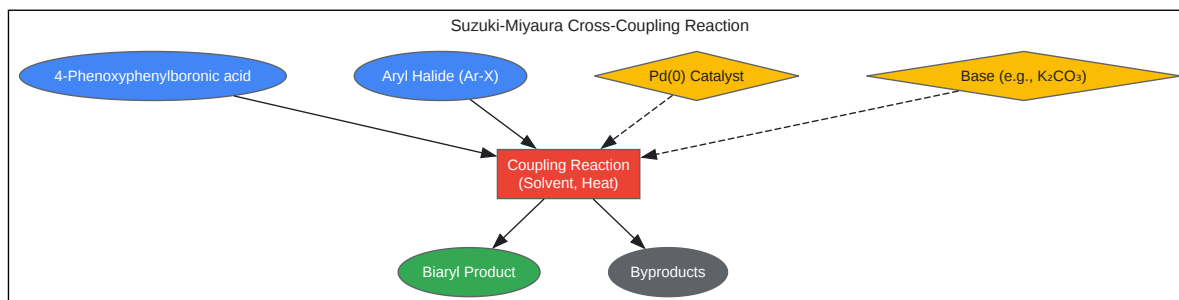 Suzuki-Miyaura Cross-Coupling Reaction
4-Phenoxyphenylboronic acid
Aryl Halide (Ar-X)
Pd(0) Catalyst
Base (e.g., K₂CO₃)
Coupling Reaction
(Solvent, Heat)
Biaryl Product
Byproducts